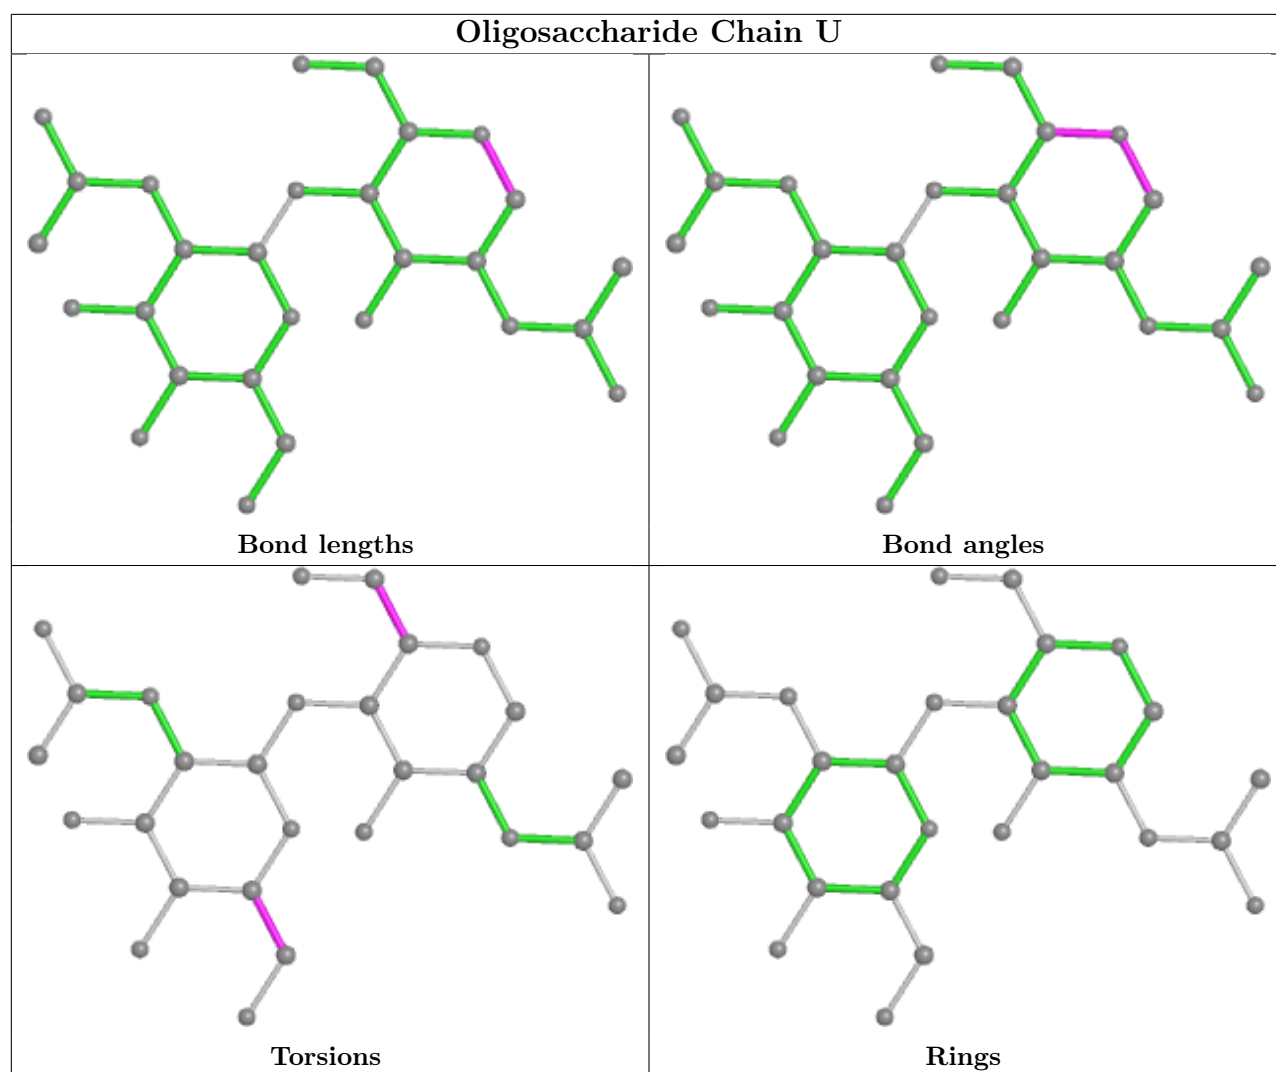 Oligosaccharide Chain U
Bond lengths
Bond angles
Torsions
Rings